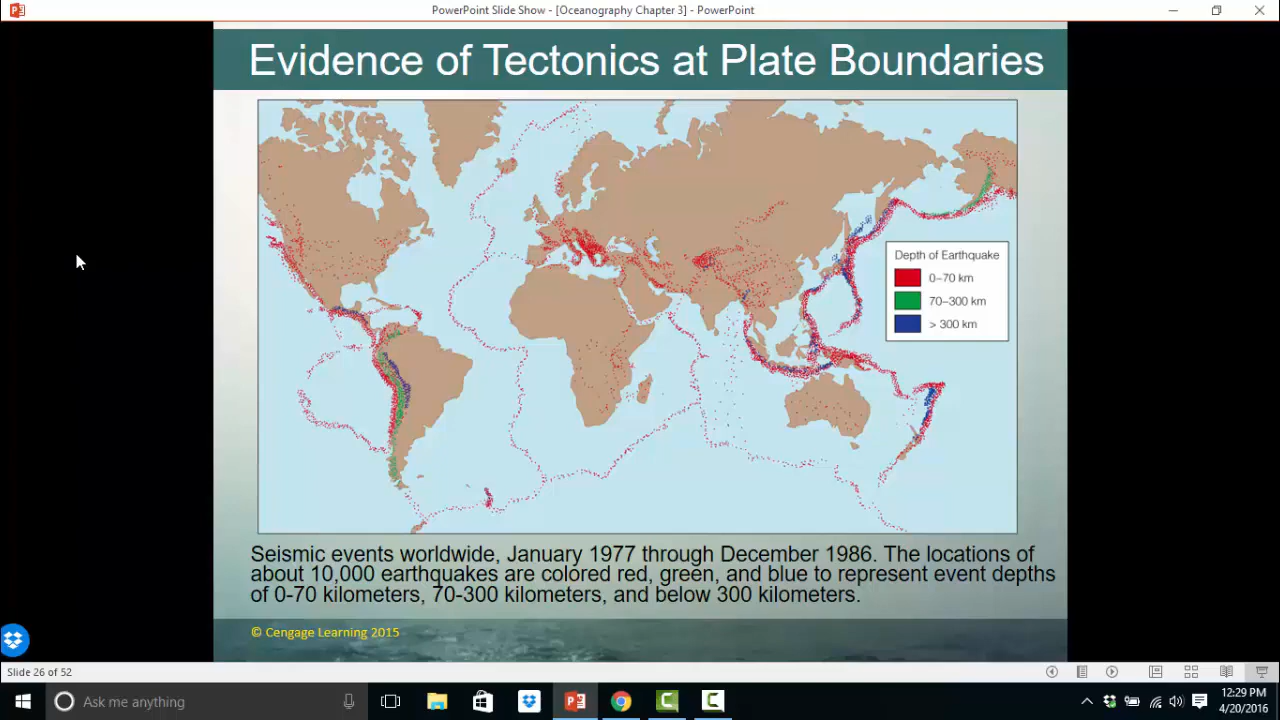 PowerPoint Slide Show - [Oceanography Chapter 3] - PowerPoint
Evidence of Tectonics at Plate Boundaries
Depth of Earthquake
0–70 km
70–300 km
> 300 km
Seismic events worldwide, January 1977 through December 1986. The locations of
about 10,000 earthquakes are colored red, green, and blue to represent event depths
of 0-70 kilometers, 70-300 kilometers, and below 300 kilometers.
© Cengage Learning 2015
Slide 26 of 52
Ask me anything
12:29 PM
4/20/2016